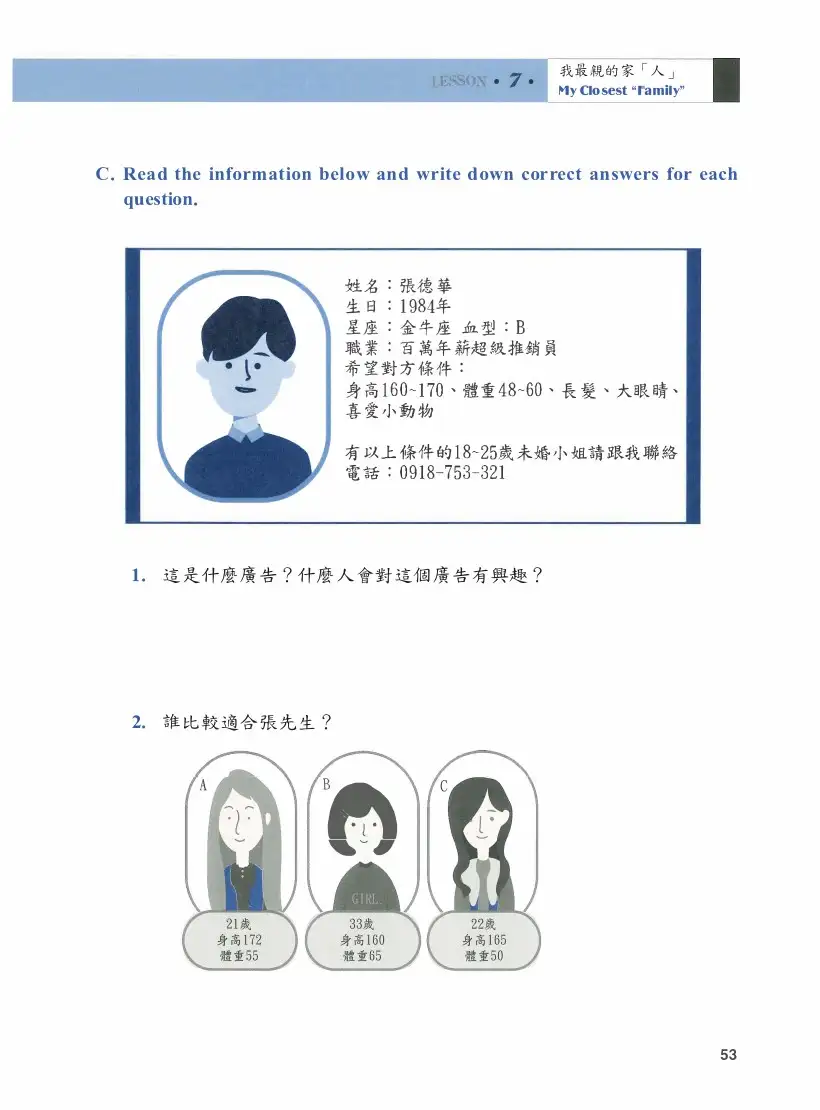 LESSON • 7 •
我最親的家「人」
My Closest “Family”
C. Read the information below and write down correct answers for each
question.
姓名：張德華
生日：1984年
星座：金牛座 血型：B
職業：百萬年薪超級推銷員
希望對方條件：
身高160~170、體重48~60、長髮、大眼睛、
喜愛小動物
有以上條件的18~25歲未婚小姐請跟我聯絡
電話：0918-753-321
1. 這是什麼廣告？什麼人會對這個廣告有興趣？
2. 誰比較適合張先生？
A
B
C
GIRL
21歲
身高172
體重55
33歲
身高160
體重65
22歲
身高165
體重50
53